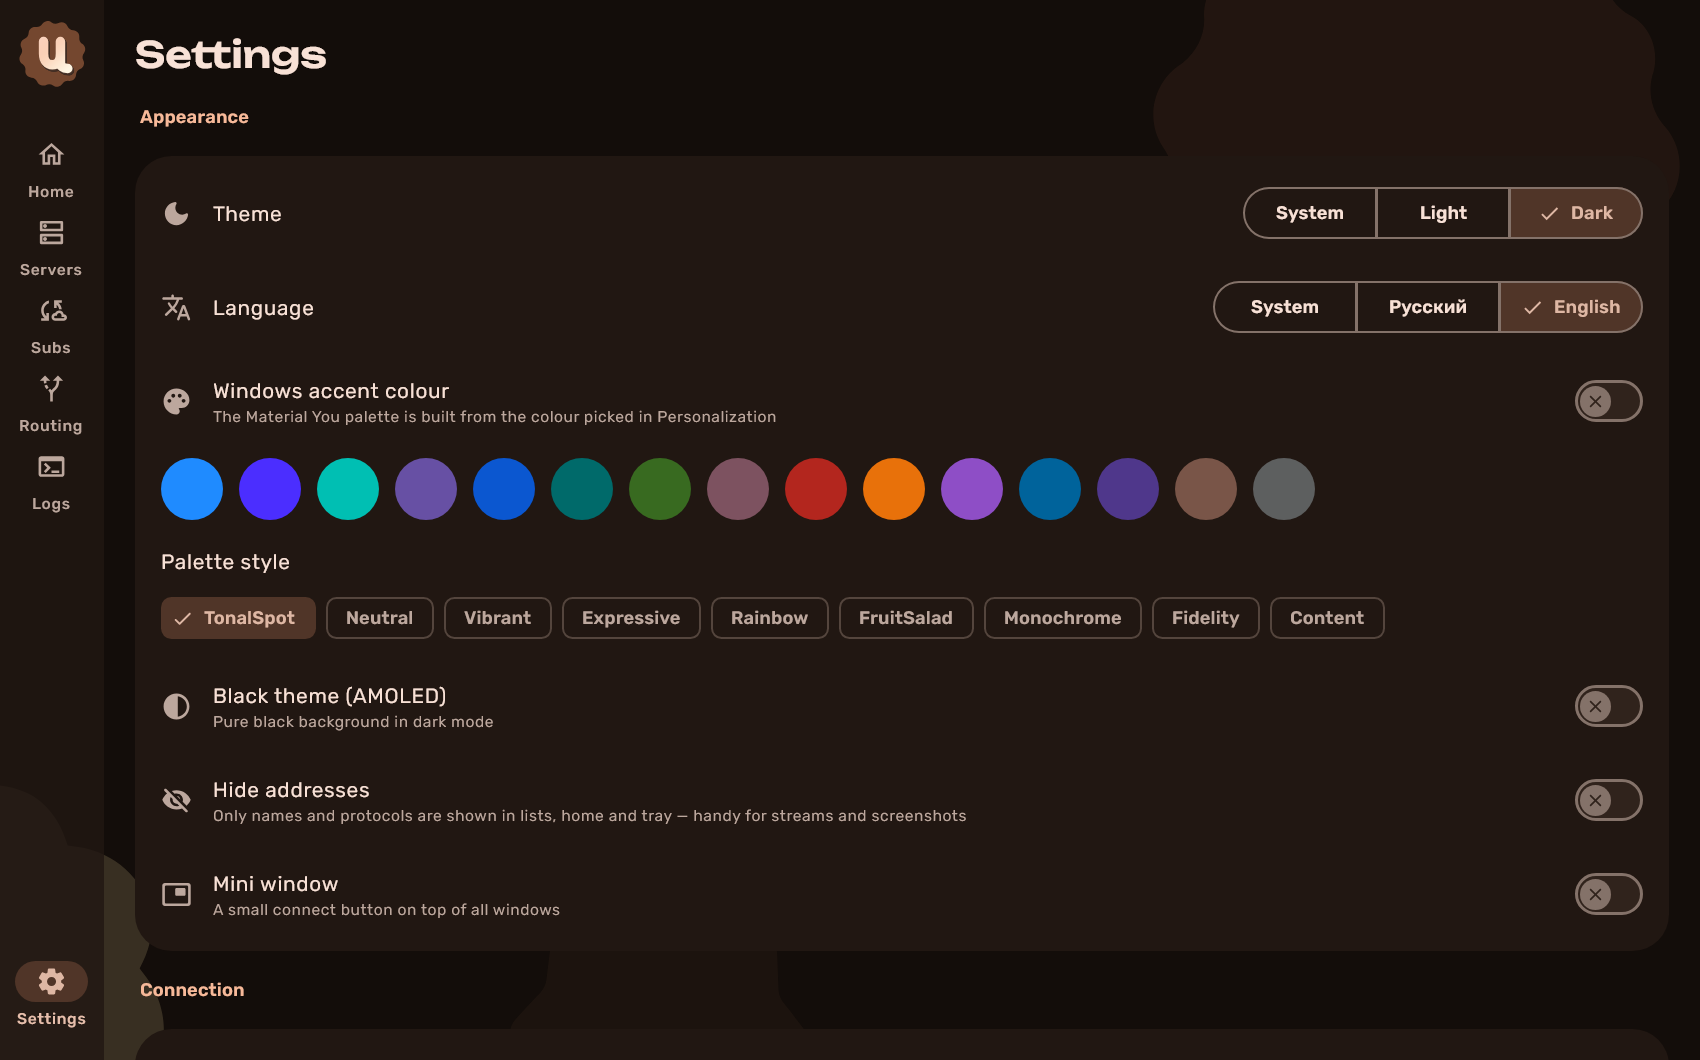 Settings
Appearance
Home
Servers
Subs
Routing
Logs
Settings
Theme
System
Light
Dark
Language
System
Русский
English
Windows accent colour
The Material You palette is built from the colour picked in Personalization
Palette style
TonalSpot
Neutral
Vibrant
Expressive
Rainbow
FruitSalad
Monochrome
Fidelity
Content
Black theme (AMOLED)
Pure black background in dark mode
Hide addresses
Only names and protocols are shown in lists, home and tray — handy for streams and screenshots
Mini window
A small connect button on top of all windows
Connection